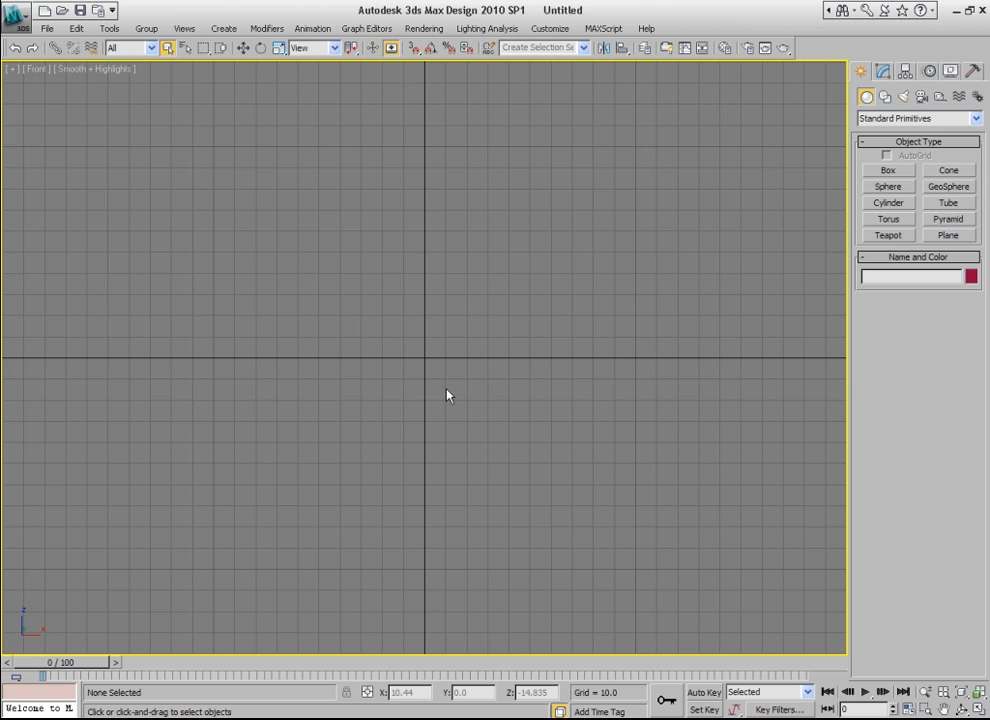 Autodesk 3ds Max Design 2010 SP1 Untitled
3DS
File Edit Tools Group Views Create Modifiers Animation Graph Editors Rendering Lighting Analysis Customize MAXScript Help
All View Create Selection Se
[ + ] [ Front ] [ Smooth + Highlights ]
Standard Primitives
- Object Type
AutoGrid
Box Cone
Sphere GeoSphere
Cylinder Tube
Torus Pyramid
Teapot Plane
- Name and Color
z
x
< 0 / 100 >
None Selected X: 10.44 Y: 0.0 Z: -14.835 Grid = 10.0 Auto Key Selected
Welcome to M Click or click-and-drag to select objects Add Time Tag Set Key Key Filters... 0